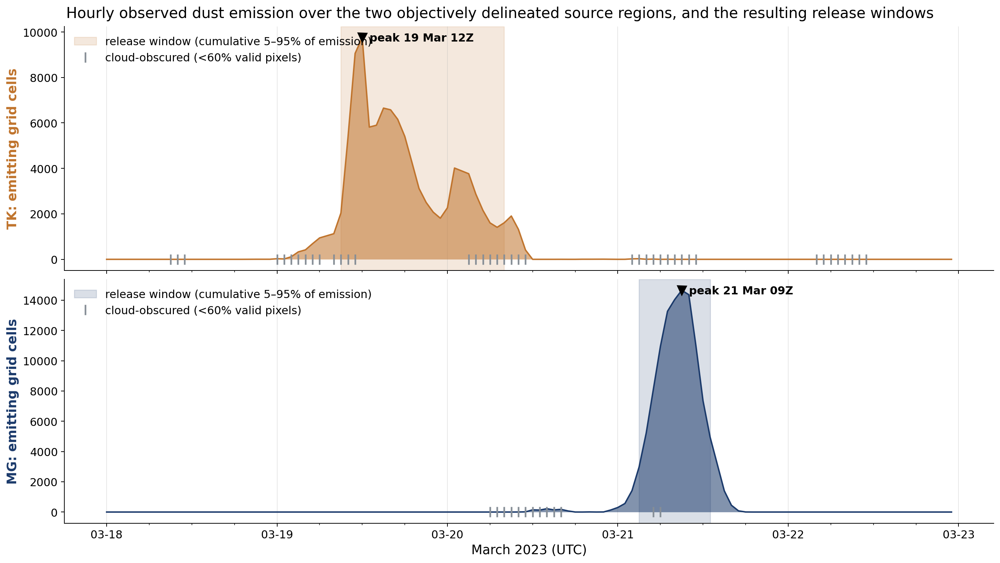 Hourly observed dust emission over the two objectively delineated source regions, and the resulting release windows
TK: emitting grid cells
10000
8000
6000
4000
2000
0
release window (cumulative 5–95% of emission)
cloud-obscured (<60% valid pixels)
peak 19 Mar 12Z
MG: emitting grid cells
14000
12000
10000
8000
6000
4000
2000
0
release window (cumulative 5–95% of emission)
cloud-obscured (<60% valid pixels)
peak 21 Mar 09Z
03-18 03-19 03-20 03-21 03-22 03-23
March 2023 (UTC)